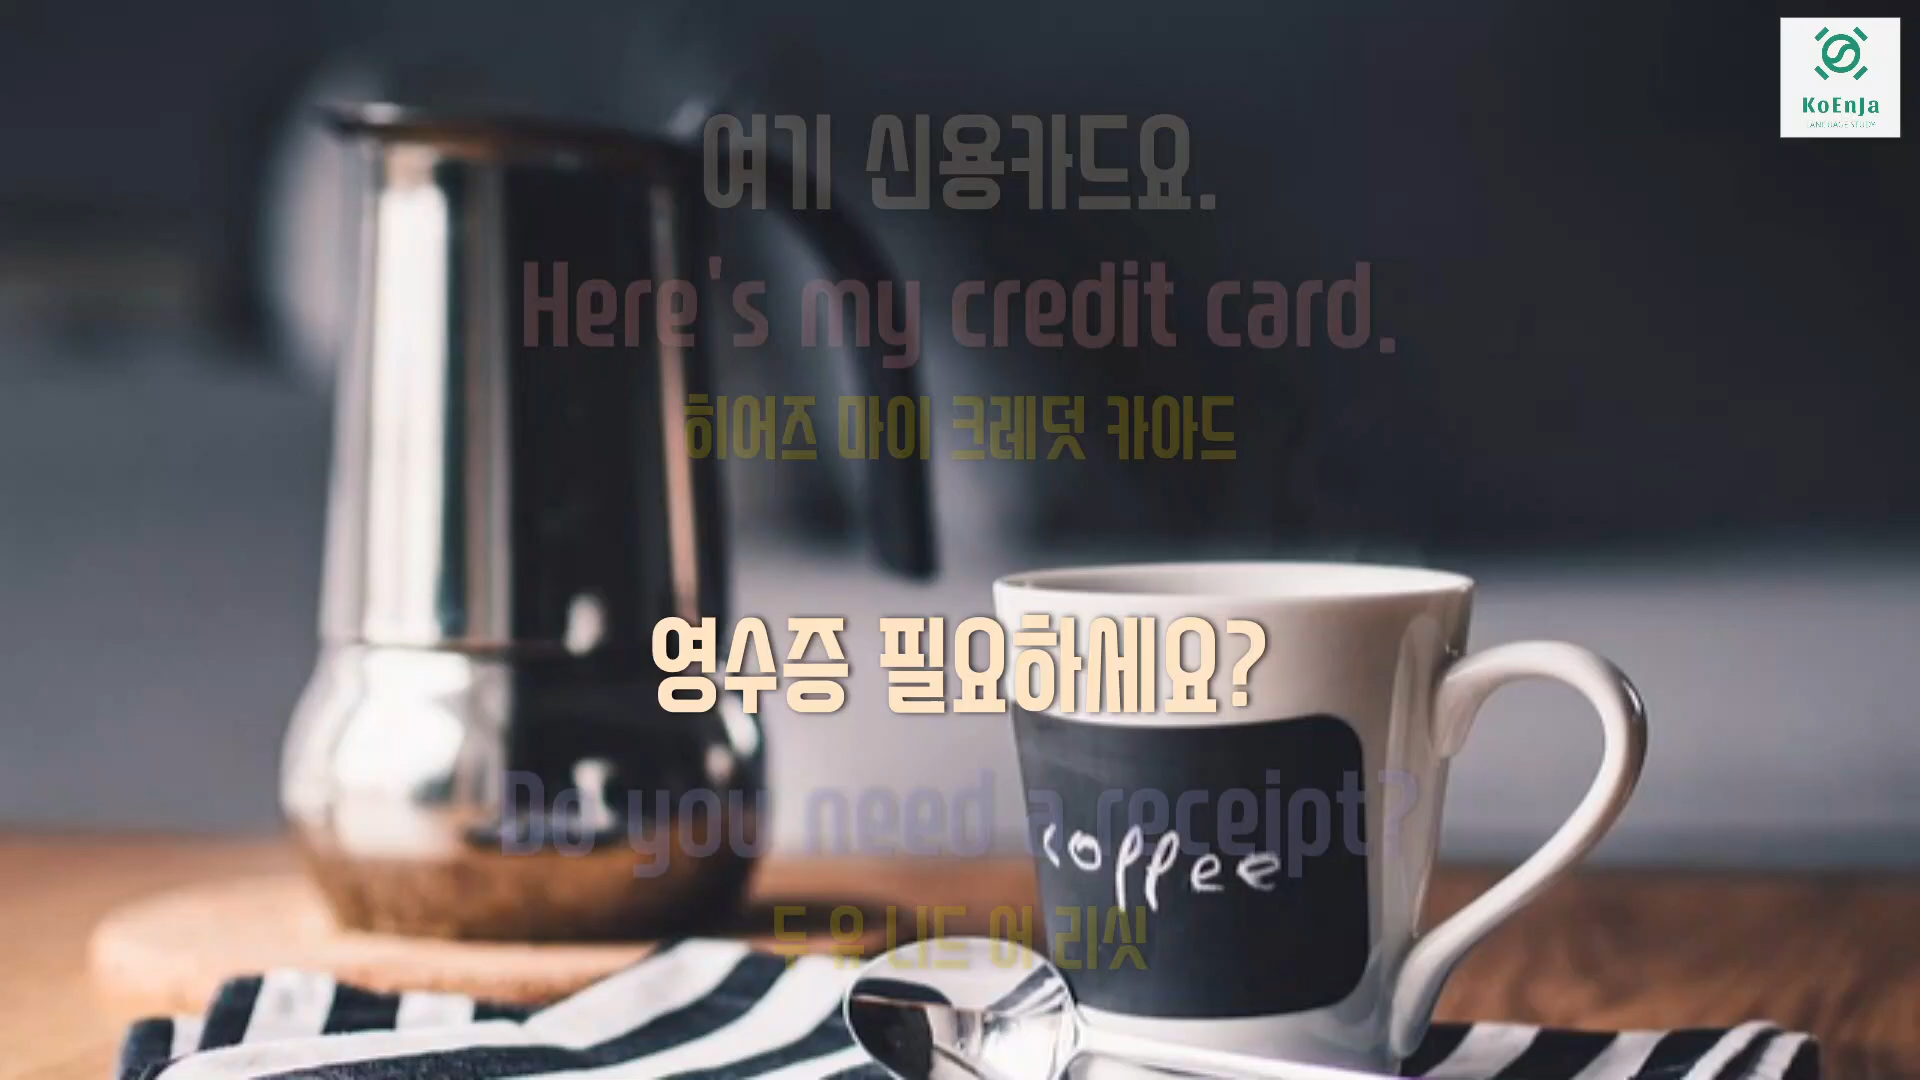 KoEnJa
LANGUAGE STUDY
여기 신용카드요.
Here's my credit card.
히어즈 마이 크레딧 카아드
영수증 필요하세요?
Do you need a receipt?
coffee
두 유 니드 어 리싯